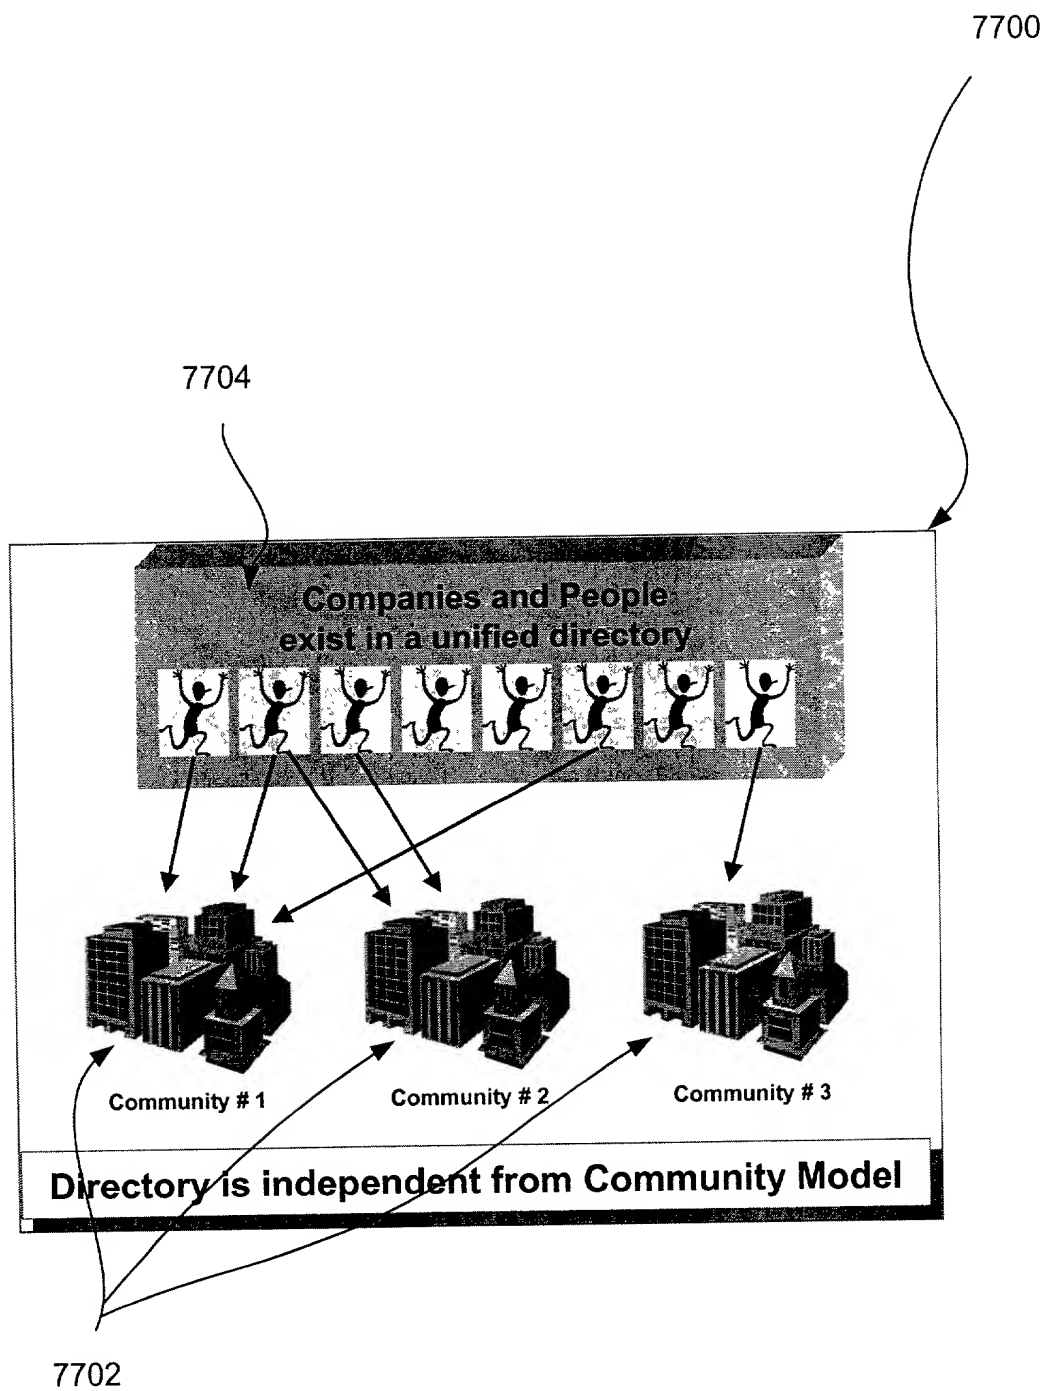 7700
7704
Companies and People
exist in a unified directory
Community # 1
Community # 2
Community # 3
Directory is independent from Community Model
7702